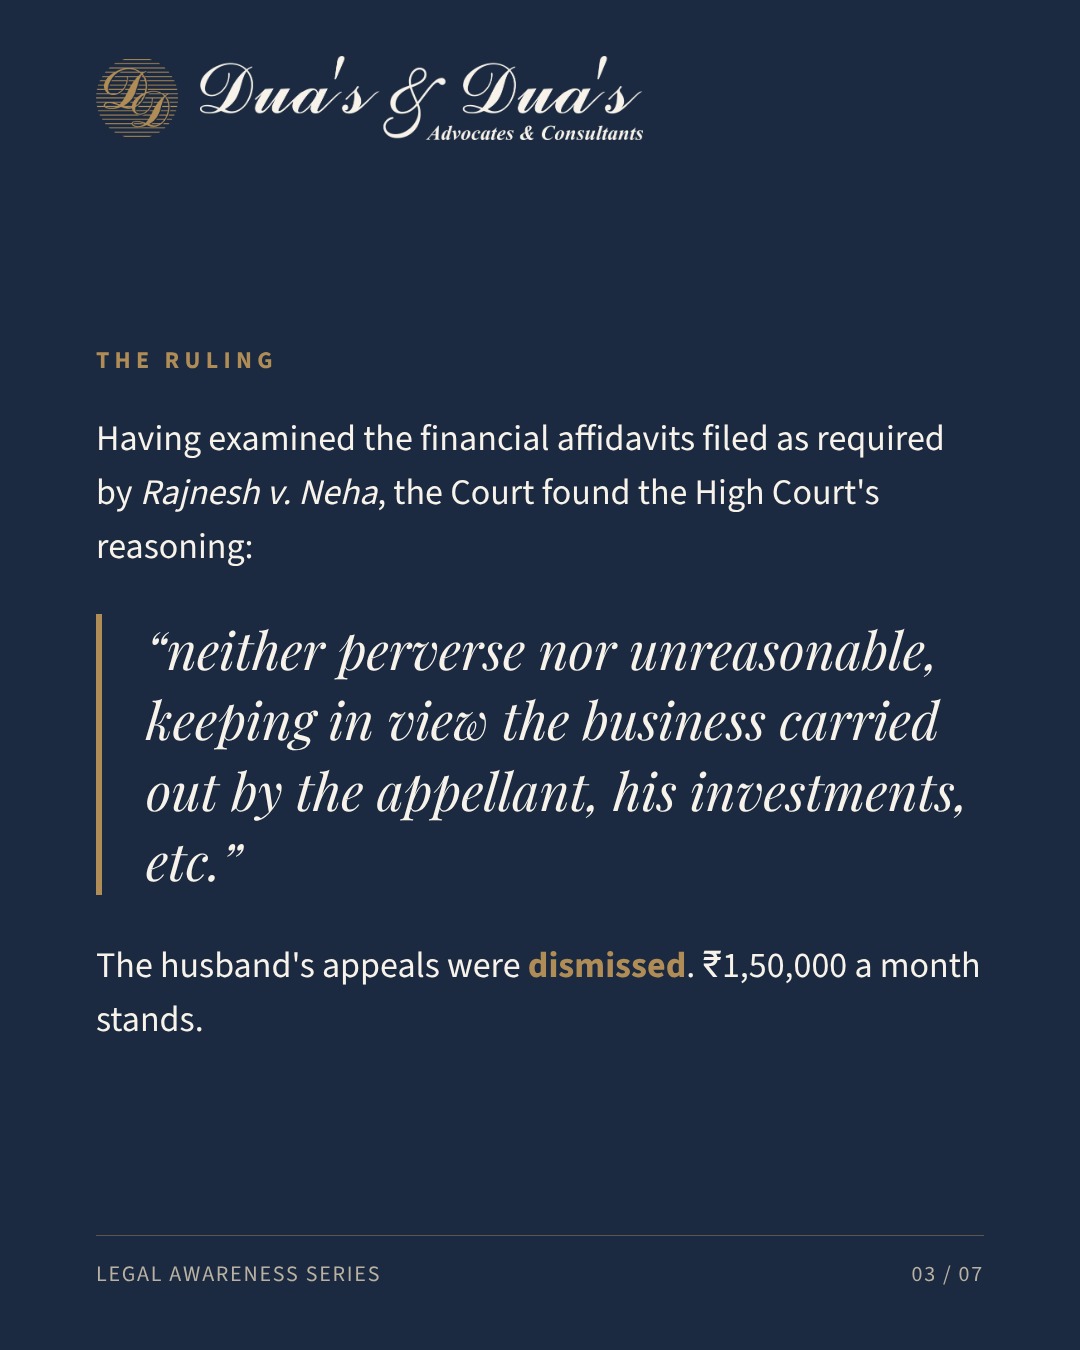 DD Dua's & Dua's
Advocates & Consultants
THE RULING
Having examined the financial affidavits filed as required
by Rajnesh v. Neha, the Court found the High Court's
reasoning:
“neither perverse nor unreasonable,
keeping in view the business carried
out by the appellant, his investments,
etc.”
The husband's appeals were dismissed. ₹1,50,000 a month
stands.
LEGAL AWARENESS SERIES
03 / 07